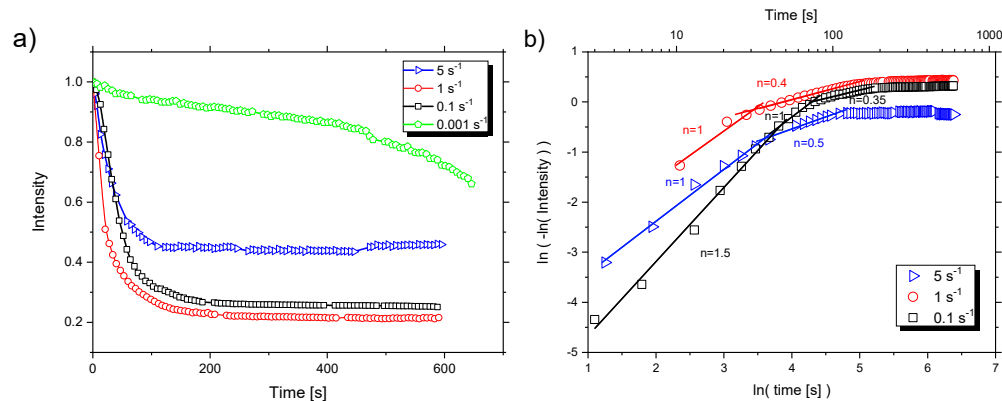 a)
Intensity
1.0
0.8
0.6
0.4
0.2
0
200
400
600
Time [s]
5 s⁻¹
1 s⁻¹
0.1 s⁻¹
0.001 s⁻¹
b)
Time [s]
10
100
1000
ln ( -ln( Intensity ) )
1
0
-1
-2
-3
-4
-5
1
2
3
4
5
6
7
ln( time [s] )
n=0.4
n=1
n=1
n=0.35
n=0.5
n=1
n=1.5
5 s⁻¹
1 s⁻¹
0.1 s⁻¹